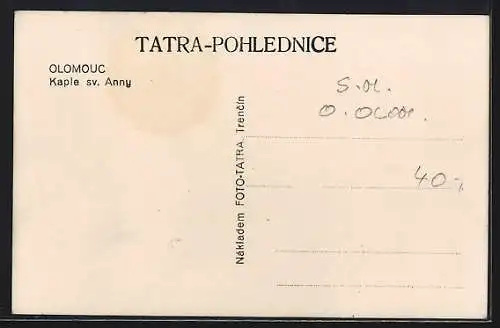 TATRA-POHLEDNICE
OLOMOUC
Kaple sv. Anny
Nákladem FOTO-TATRA, Trenčín
40,-